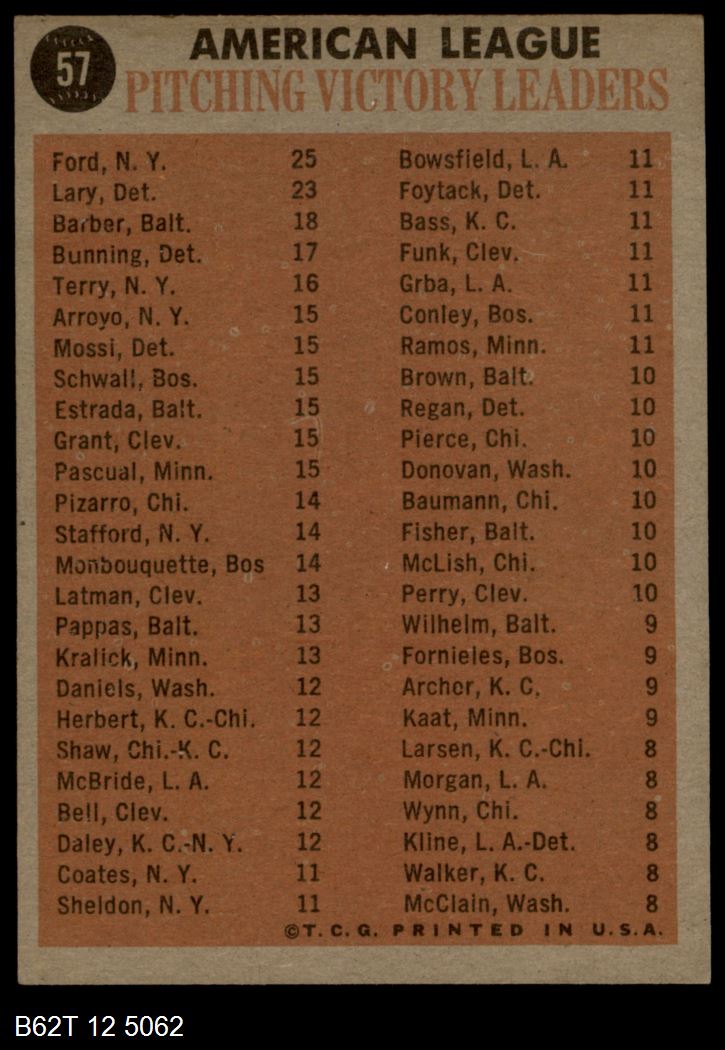 57
AMERICAN LEAGUE
PITCHING VICTORY LEADERS
Ford, N. Y. 25
Lary, Det. 23
Barber, Balt. 18
Bunning, Det. 17
Terry, N. Y. 16
Arroyo, N. Y. 15
Mossi, Det. 15
Schwall, Bos. 15
Estrada, Balt. 15
Grant, Clev. 15
Pascual, Minn. 15
Pizarro, Chi. 14
Stafford, N. Y. 14
Monbouquette, Bos 14
Latman, Clev. 13
Pappas, Balt. 13
Kralick, Minn. 13
Daniels, Wash. 12
Herbert, K. C.-Chi. 12
Shaw, Chi.-K. C. 12
McBride, L. A. 12
Bell, Clev. 12
Daley, K. C.-N. Y. 12
Coates, N. Y. 11
Sheldon, N. Y. 11
Bowsfield, L. A. 11
Foytack, Det. 11
Bass, K. C. 11
Funk, Clev. 11
Grba, L. A. 11
Conley, Bos. 11
Ramos, Minn. 11
Brown, Balt. 10
Regan, Det. 10
Pierce, Chi. 10
Donovan, Wash. 10
Baumann, Chi. 10
Fisher, Balt. 10
McLish, Chi. 10
Perry, Clev. 10
Wilhelm, Balt. 9
Fornieles, Bos. 9
Archer, K. C. 9
Kaat, Minn. 9
Larsen, K. C.-Chi. 8
Morgan, L. A. 8
Wynn, Chi. 8
Kline, L. A.-Det. 8
Walker, K. C. 8
McClain, Wash. 8
©T. C. G. PRINTED IN U.S.A.
B62T 12 5062